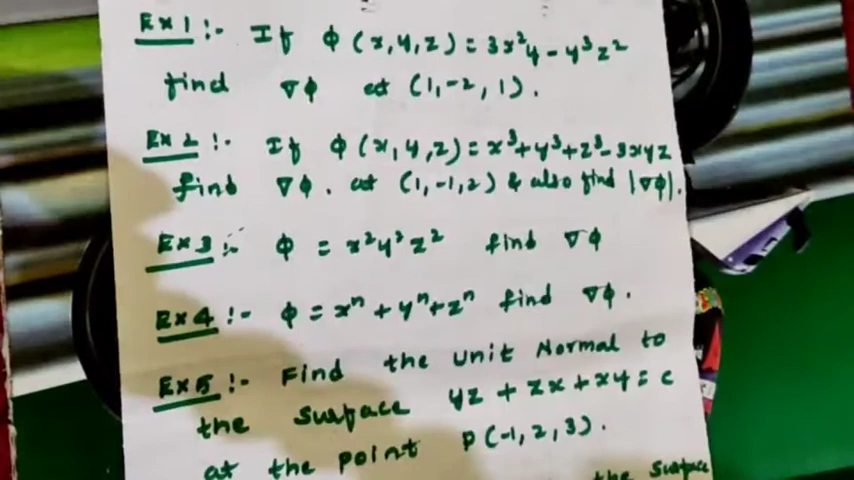 Ex 1 :- If φ(x,y,z) = 3x²y - y³z²
find ∇φ at (1,-2, 1).
Ex 2 :- If φ(x,y,z) = x³+y³+z³-3xyz
find ∇φ. at (1,-1,2) & also find |∇φ|.
Ex 3 :- φ = x²y²z² find ∇φ
Ex 4 :- φ = xⁿ + yⁿ + zⁿ find ∇φ.
Ex 5 :- Find the unit Normal to
the surface yz + zx + xy = c
at the point P(-1,2,3).
the surface